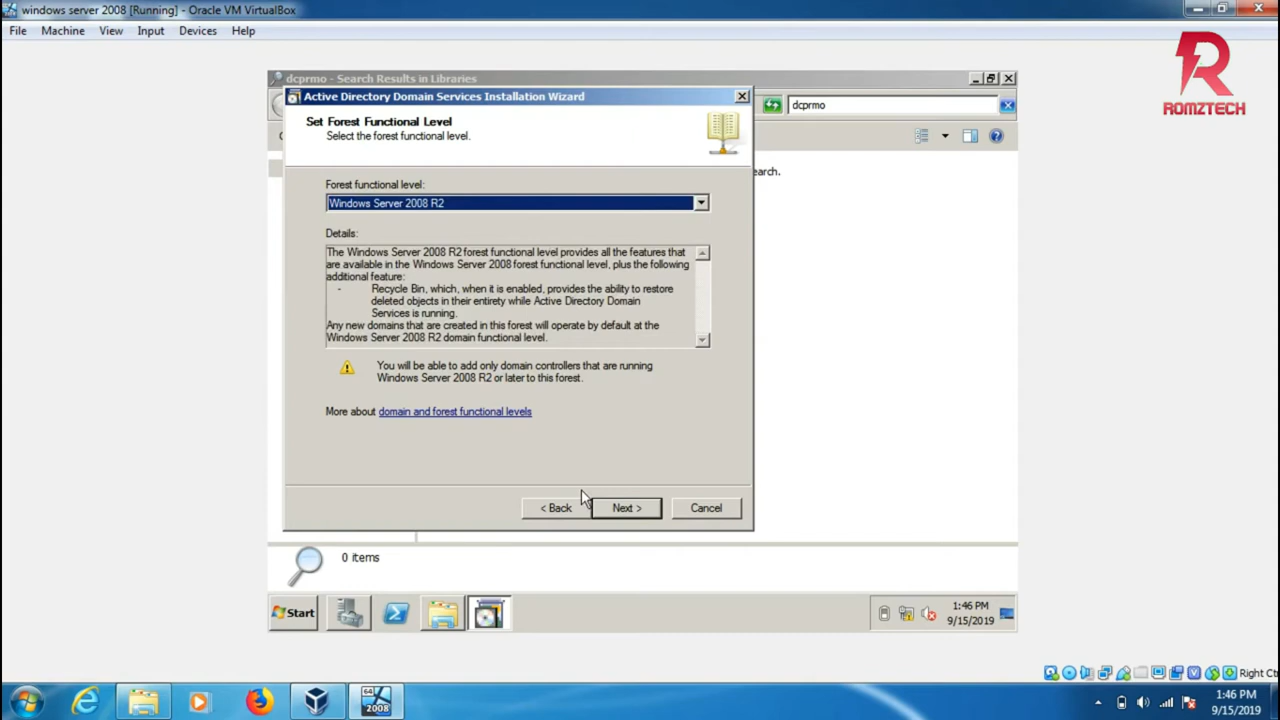 windows server 2008 [Running] - Oracle VM VirtualBox
File Machine View Input Devices Help
ROMZTECH
dcprmo - Search Results in Libraries
Active Directory Domain Services Installation Wizard
dcprmo
Set Forest Functional Level
Select the forest functional level.
earch.
Forest functional level:
Windows Server 2008 R2
Details:
The Windows Server 2008 R2 forest functional level provides all the features that
are available in the Windows Server 2008 forest functional level, plus the following
additional feature:
- Recycle Bin, which, when it is enabled, provides the ability to restore
deleted objects in their entirety while Active Directory Domain
Services is running.
Any new domains that are created in this forest will operate by default at the
Windows Server 2008 R2 domain functional level.
You will be able to add only domain controllers that are running
Windows Server 2008 R2 or later to this forest.
More about domain and forest functional levels
< Back Next > Cancel
0 items
Start
1:46 PM
9/15/2019
Right Ct
64
2008
1:46 PM
9/15/2019